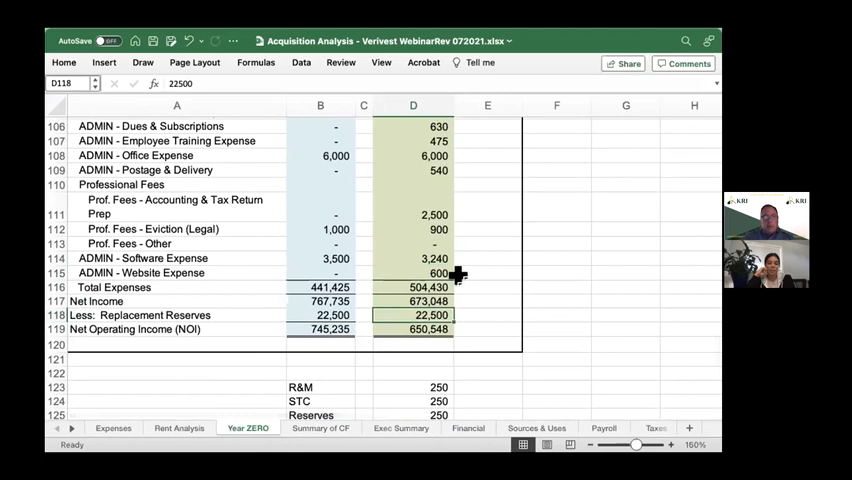 AutoSave OFF Acquisition Analysis - Verivest WebinarRev 072021.xlsx
Home Insert Draw Page Layout Formulas Data Review View Acrobat Tell me Share Comments
D118 fx 22500
A B C D E F G H
106 ADMIN - Dues & Subscriptions - 630
107 ADMIN - Employee Training Expense - 475
108 ADMIN - Office Expense 6,000 6,000
109 ADMIN - Postage & Delivery - 540
110 Professional Fees
Prof. Fees - Accounting & Tax Return
111 Prep - 2,500
112 Prof. Fees - Eviction (Legal) 1,000 900
113 Prof. Fees - Other - -
114 ADMIN - Software Expense 3,500 3,240
115 ADMIN - Website Expense - 600
116 Total Expenses 441,425 504,430
117 Net Income 767,735 673,048
118 Less: Replacement Reserves 22,500 22,500
119 Net Operating Income (NOI) 745,235 650,548
120
121
122
123 R&M 250
124 STC 250
125 Reserves 250
Expenses Rent Analysis Year ZERO Summary of CF Exec Summary Financial Sources & Uses Payroll Taxes
Ready 150%
KRI KRI